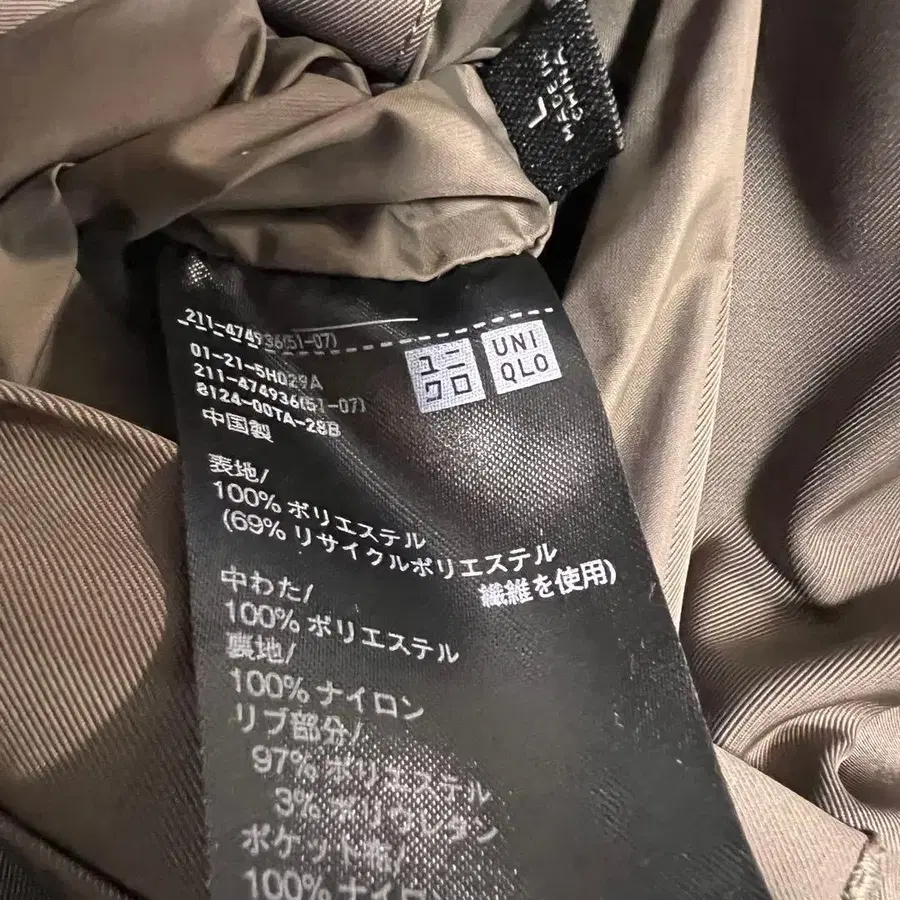 L
211-474936(51-07)
ユニクロ
UNIQLO
01-21-5H029A
211-474936(51-07)
8124-00TA-28B
中国製
表地/
100% ポリエステル
(69% リサイクルポリエステル
繊維を使用)
中わた/
100% ポリエステル
裏地/
100% ナイロン
リブ部分/
97% ポリエステル
3% ポリウレタン
ポケット布/
100% ナイロン